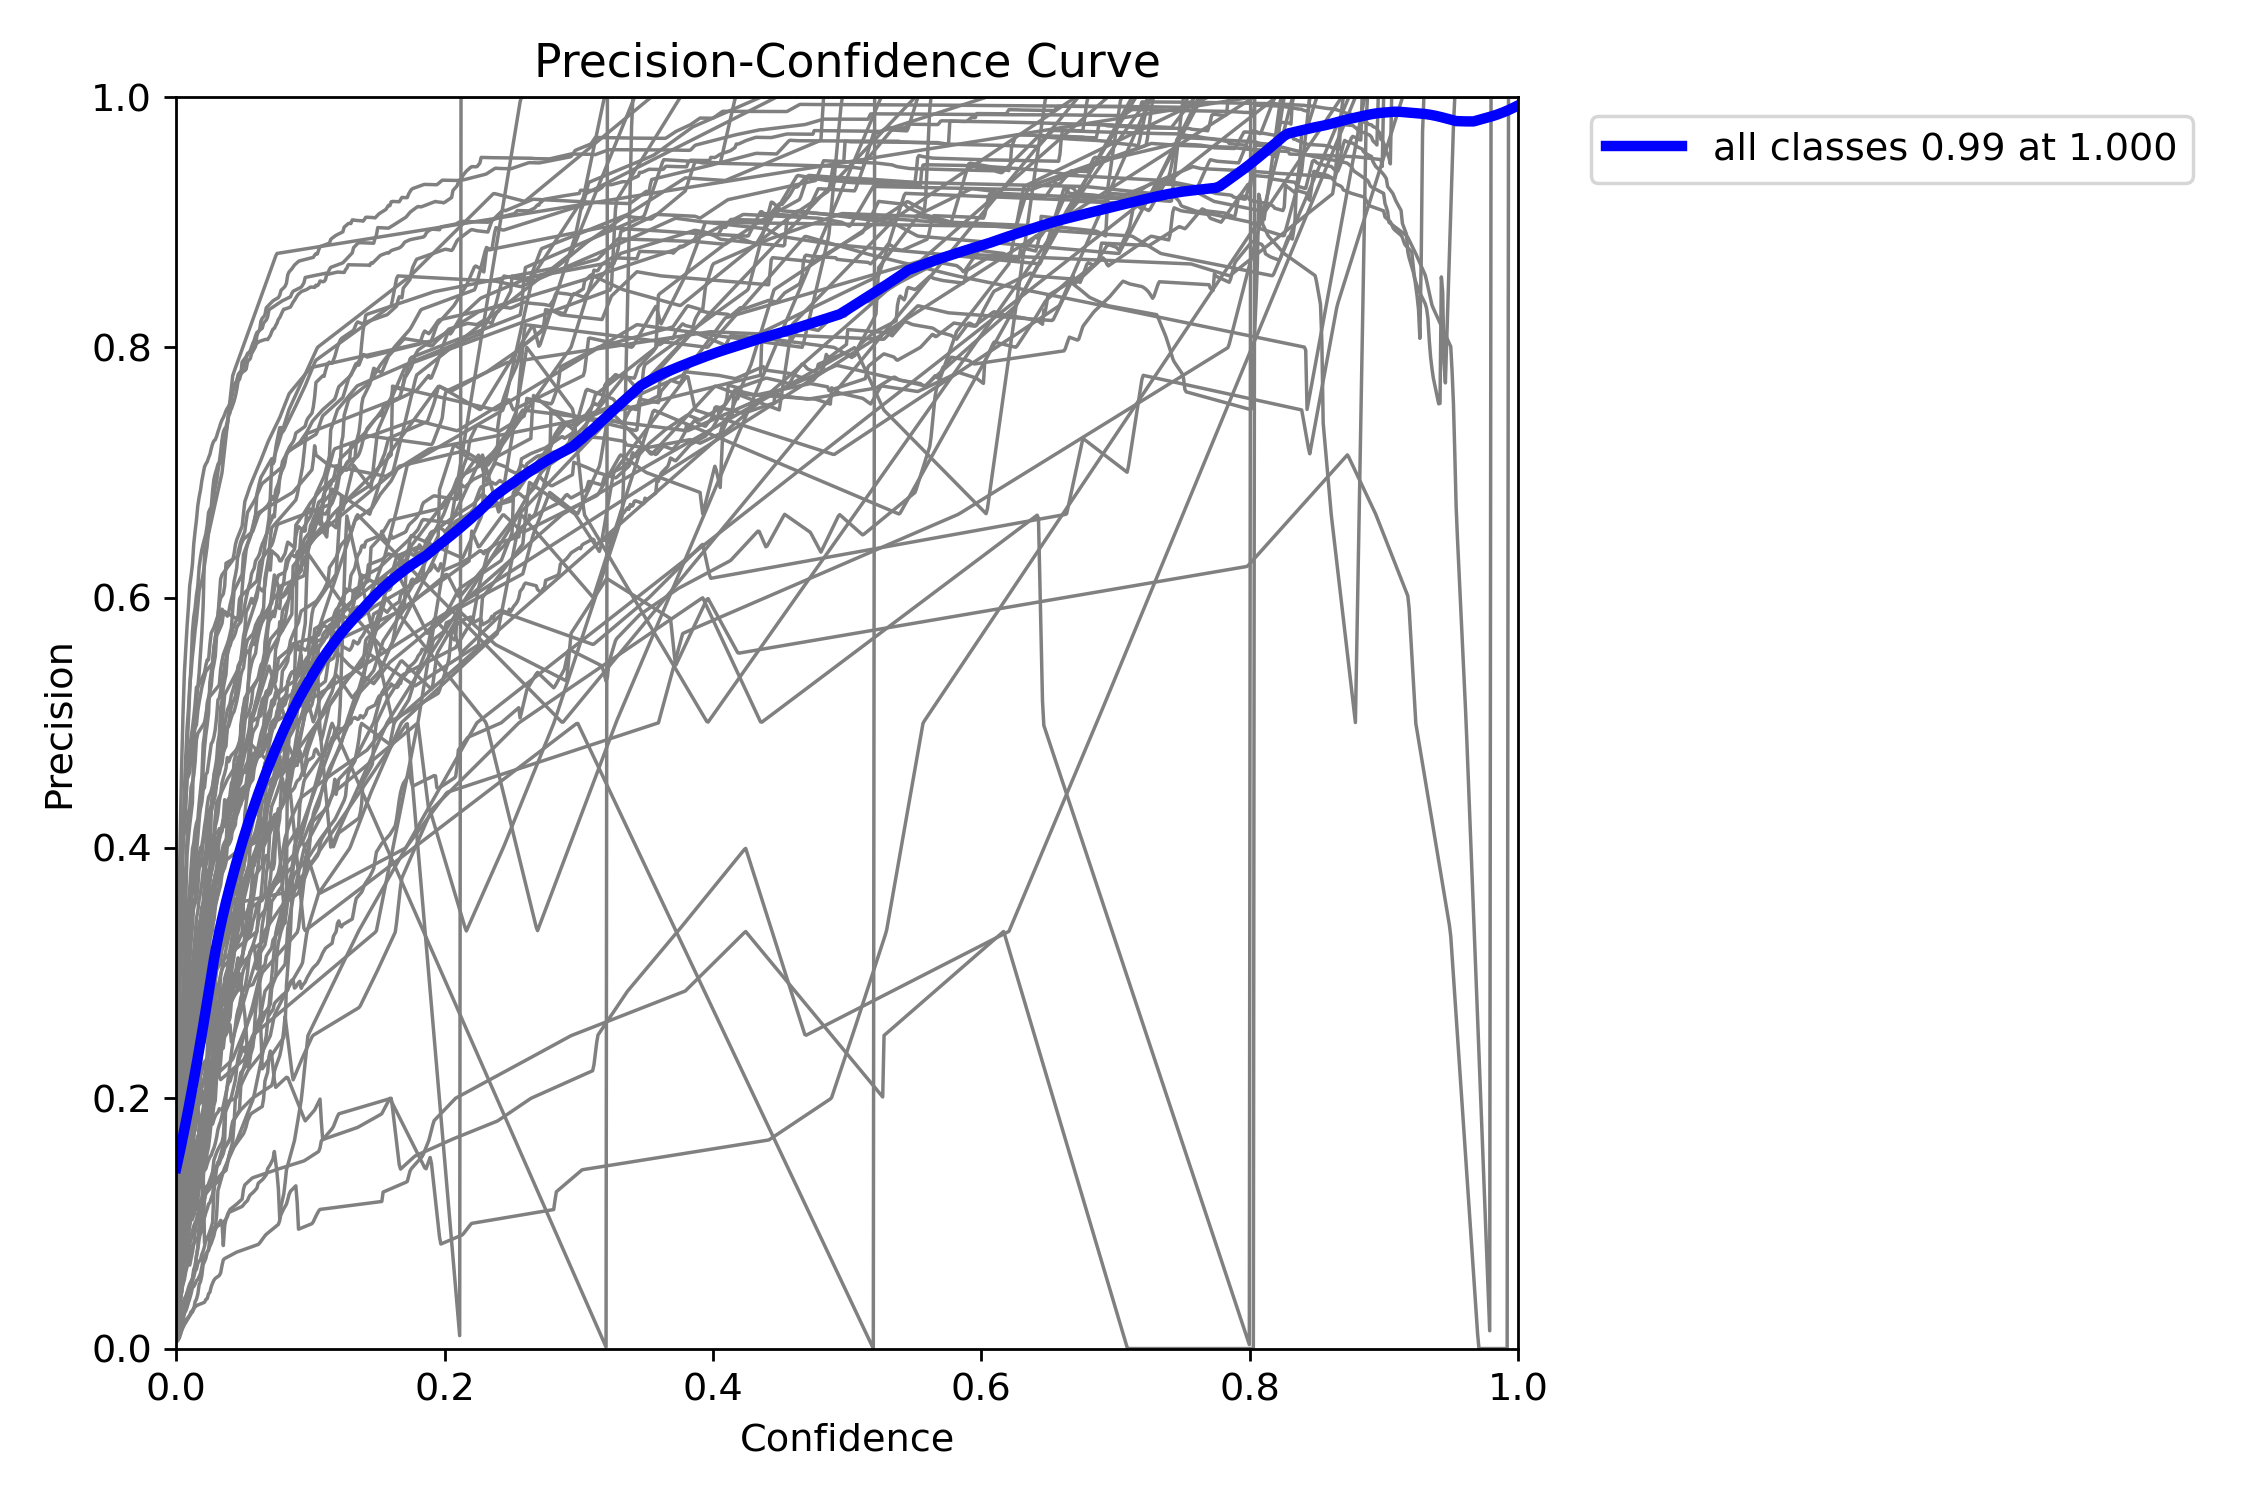 Precision-Confidence Curve
all classes 0.99 at 1.000
Precision
1.0
0.8
0.6
0.4
0.2
0.0
0.0 0.2 0.4 0.6 0.8 1.0
Confidence